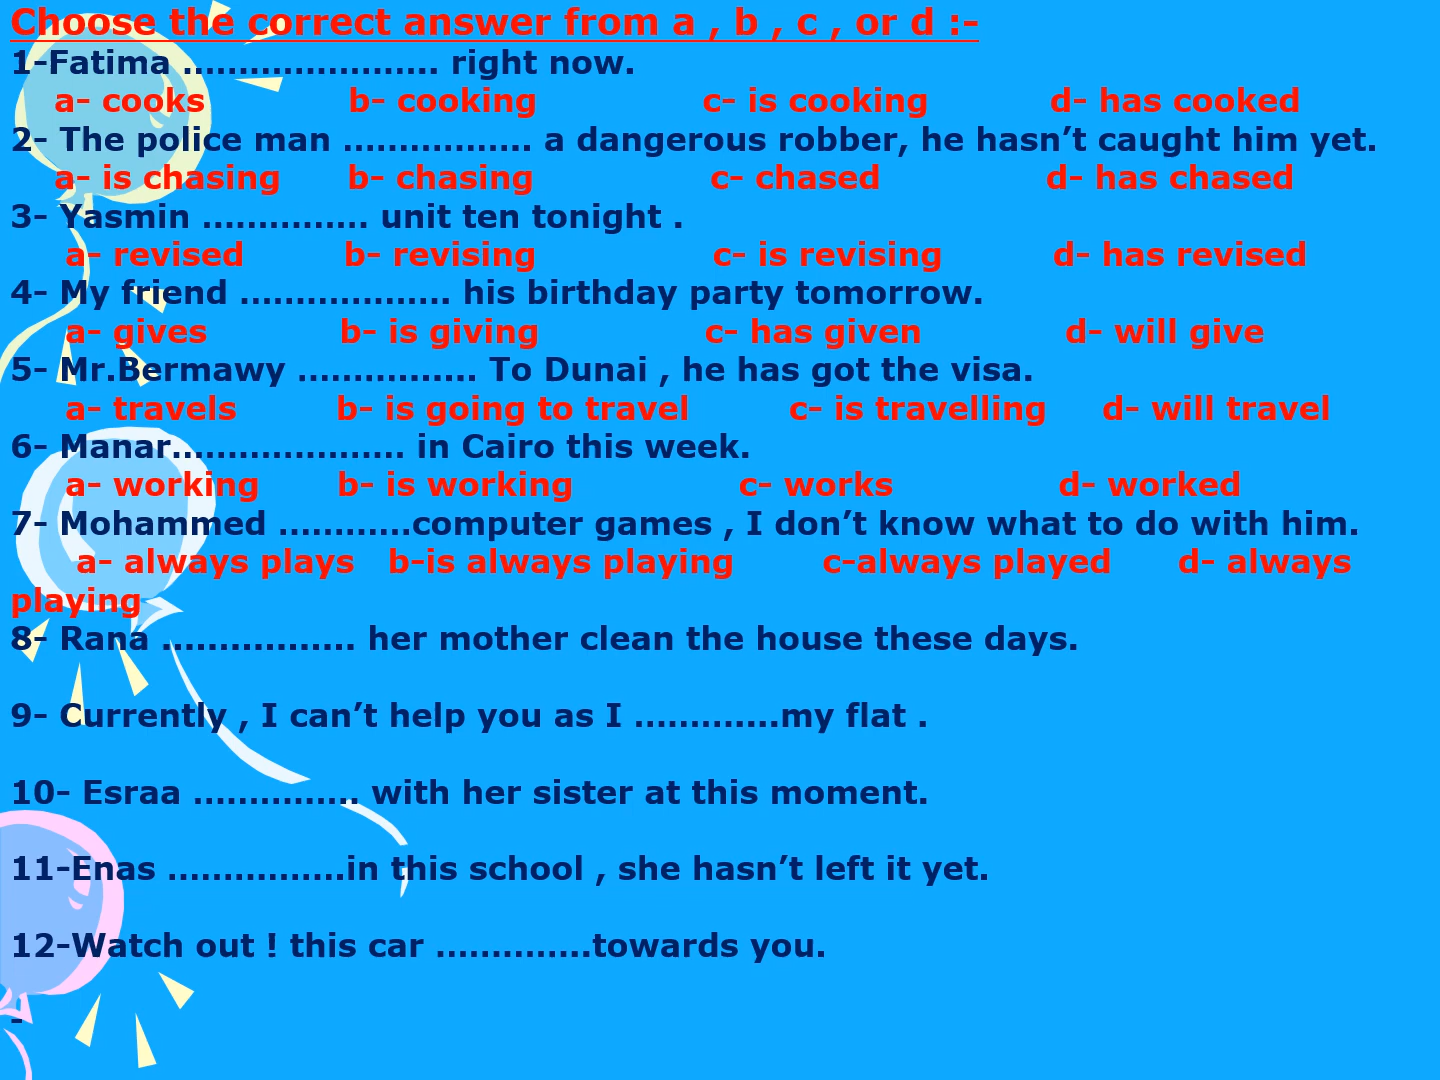 Choose the correct answer from a , b , c , or d :-
1-Fatima ....................... right now.
a- cooks b- cooking c- is cooking d- has cooked
2- The police man ................. a dangerous robber, he hasn’t caught him yet.
a- is chasing b- chasing c- chased d- has chased
3- Yasmin ............... unit ten tonight .
a- revised b- revising c- is revising d- has revised
4- My friend ................... his birthday party tomorrow.
a- gives b- is giving c- has given d- will give
5- Mr.Bermawy ................ To Dunai , he has got the visa.
a- travels b- is going to travel c- is travelling d- will travel
6- Manar..................... in Cairo this week.
a- working b- is working c- works d- worked
7- Mohammed ............computer games , I don’t know what to do with him.
a- always plays b-is always playing c-always played d- always
playing
8- Rana ................. her mother clean the house these days.
9- Currently , I can’t help you as I .............my flat .
10- Esraa ............... with her sister at this moment.
11-Enas ................in this school , she hasn’t left it yet.
12-Watch out ! this car ..............towards you.
-